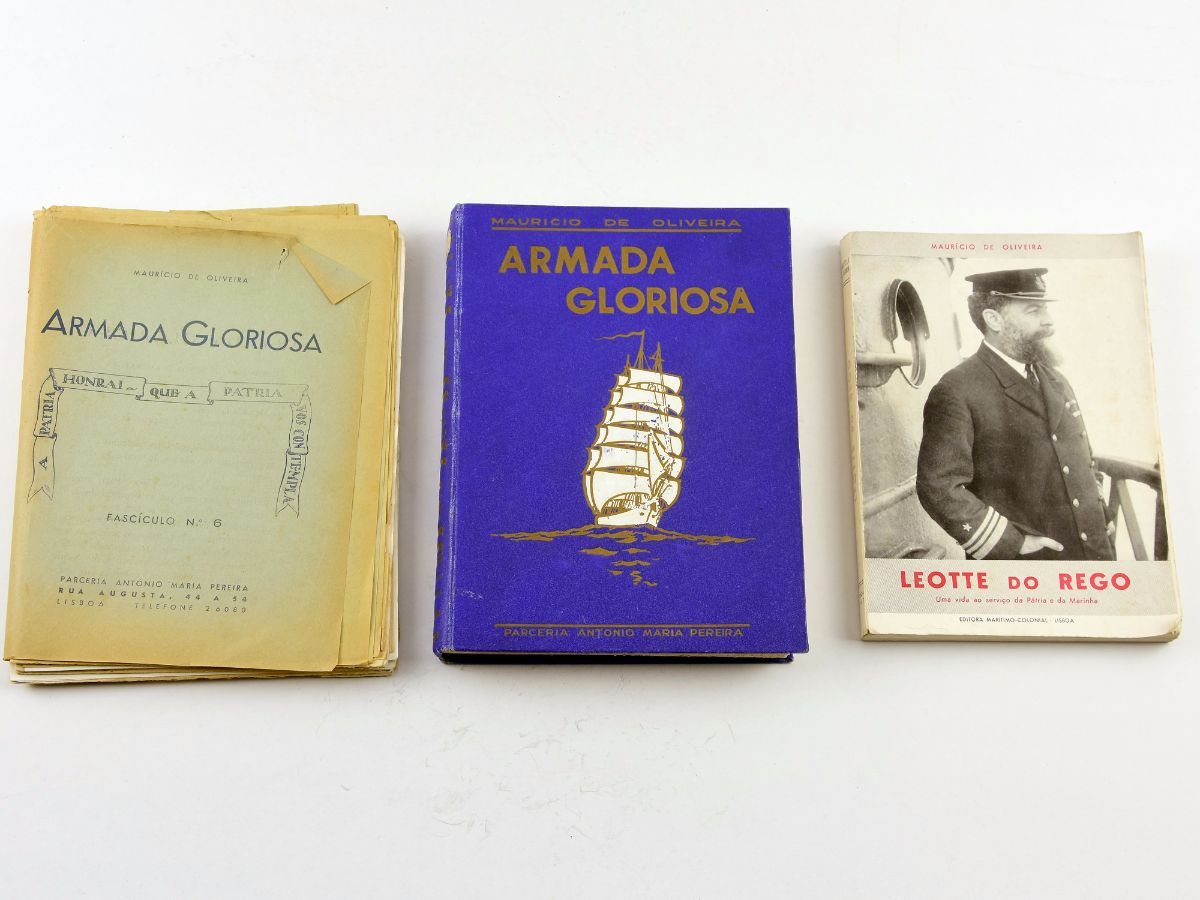 MAURÍCIO DE OLIVEIRA
ARMADA GLORIOSA
A PATRIA HONRAI~ QUE A PATRIA VOS CONTEMPLA
FASCÍCULO N.º 6
PARCERIA ANTÓNIO MARIA PEREIRA
RUA AUGUSTA, 44 A 54
LISBOA TELEFONE 26080
MAURICIO DE OLIVEIRA
ARMADA
GLORIOSA
PARCERIA ANTONIO MARIA PEREIRA
MAURÍCIO DE OLIVEIRA
LEOTTE DO REGO
Uma vida ao serviço da Pátria e da Marinha
EDITORA MARÍTIMO-COLONIAL - LISBOA